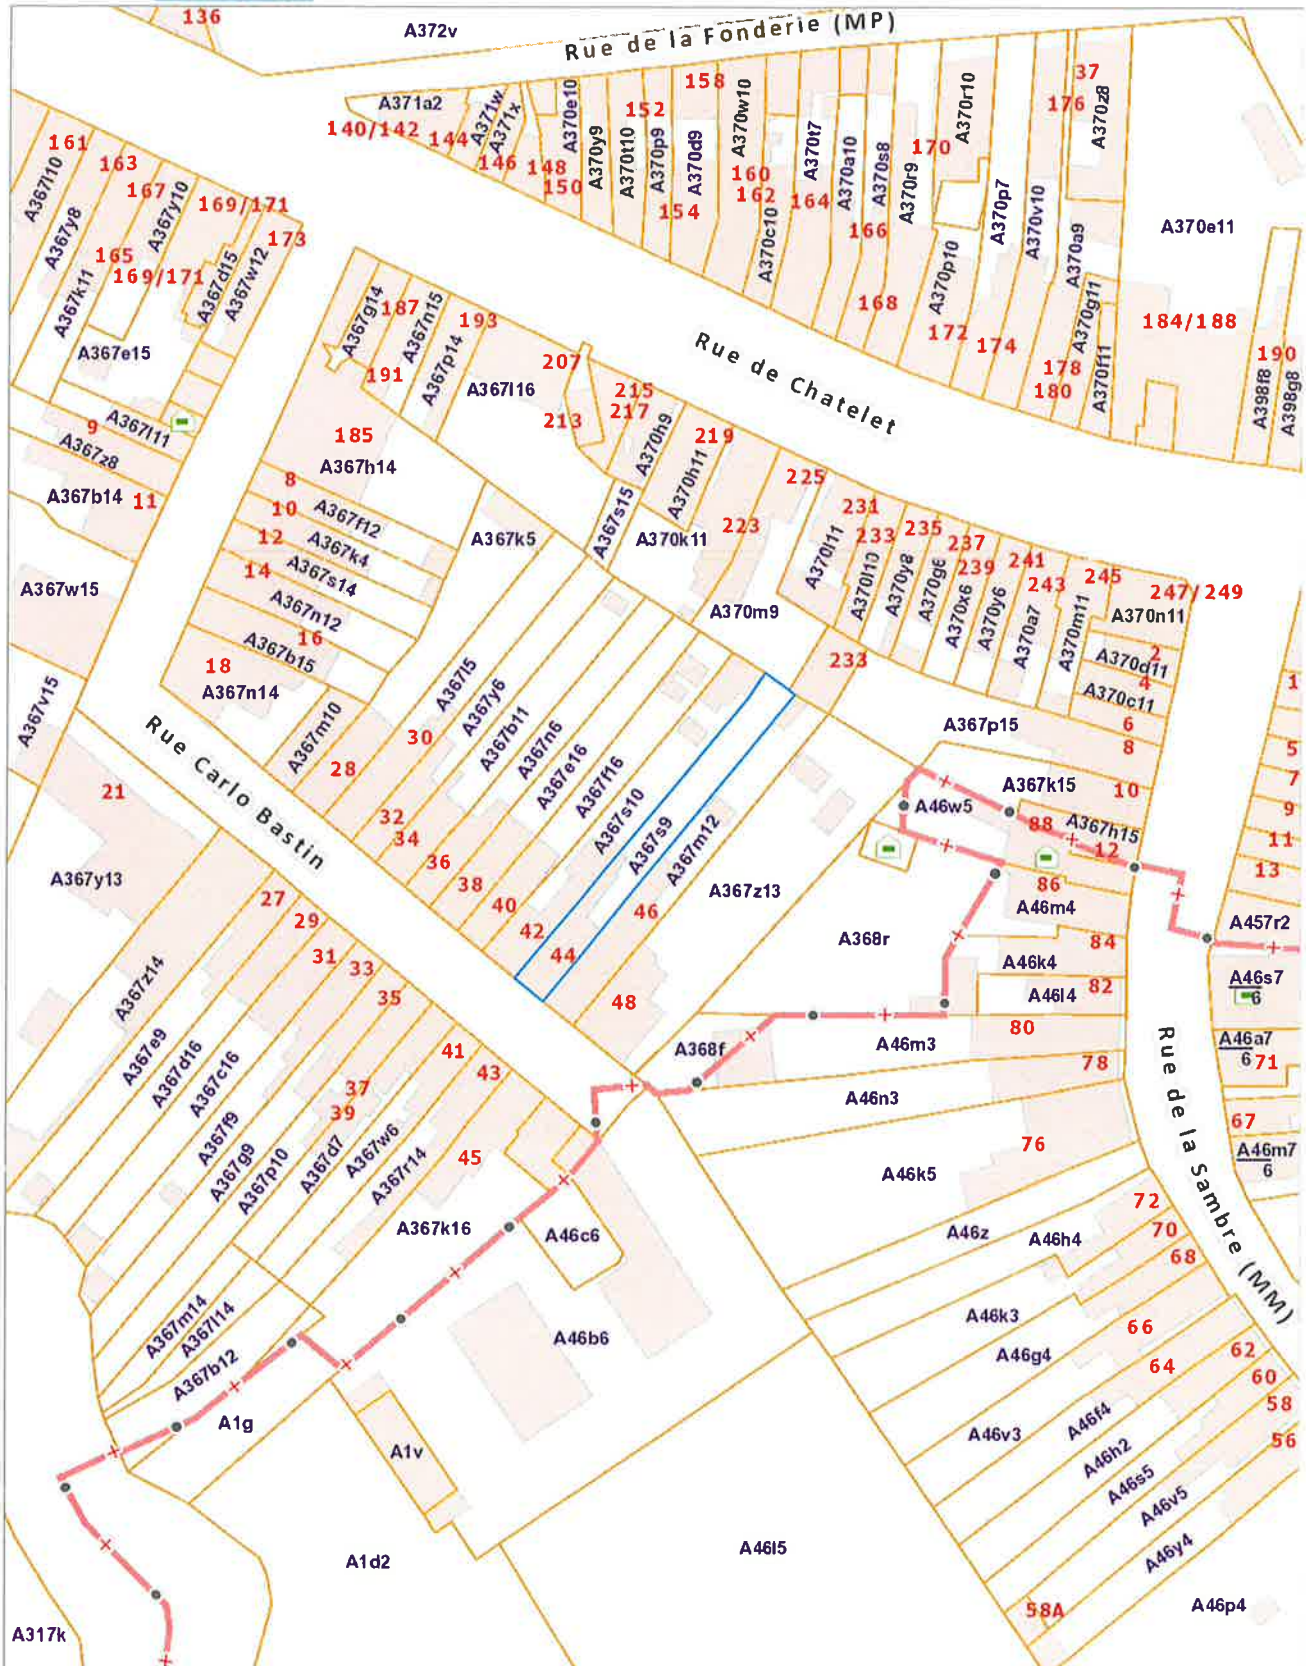 136
A372v
Rue de la Fonderie (MP)
A371a2
140/142
144
A371w
A371x
146
148
150
A370e10
A370y9
A370t10
152
A370p9
154
A370d9
158
A370w10
160
162
A370c10
A370t7
164
A370a10
166
A370s8
168
A370r9
170
A370r10
A370p10
172
A370p7
174
A370v10
37
176
A370z8
A370a9
A370g11
178
180
A370f11
A370e11
184/188
190
A398f8
A398g8
161
A367l10
163
A367y8
167
A367y10
169/171
173
165
169/171
A367d15
A367w12
A367k11
A367e15
9
A367l11
A367z8
A367b14
11
A367w15
A367v15
A367g14
187
A367n15
193
A367p14
191
A367l16
207
213
215
217
A370h9
219
A370h11
Rue de Chatelet
185
A367h14
8
10
A367f12
12
A367k4
A367s14
14
A367n12
16
A367b15
18
A367n14
A367m10
A367k5
A367s15
A370k11
223
225
A370m9
231
A370l11
233
A370l10
235
A370y8
A370g6
237
239
A370x6
241
A370y6
243
A370a7
245
A370m11
247/249
A370n11
2
A370d11
4
A370c11
6
8
233
A367p15
Rue Carlo Bastin
28
30
A367l5
A367y6
A367b11
A367n6
A367e16
A367f16
A367s10
A367s9
A367m12
32
34
36
38
40
42
44
46
48
A367z13
A46w5
A367k15
10
88
A367h15
12
86
A46m4
84
A46k4
82
A46l4
A368r
80
A46m3
78
A368f
A46n3
76
A46k5
1
5
7
9
11
13
A457r2
A46s7
6
A46a7
6
71
67
A46m7
6
Rue de la Sambre (MM)
21
A367y13
A367z14
27
29
31
33
35
A367e9
A367d16
A367c16
A367f9
A367g9
A367p10
37
39
A367d7
A367w6
A367r14
41
43
45
A367k16
A46c6
A46b6
A367m14
A367l14
A367b12
A1g
A1v
A1d2
A317k
A46l5
A46z
72
70
68
A46h4
A46k3
66
A46g4
64
62
60
58
56
A46v3
A46f4
A46h2
A46s5
A46v5
A46y4
58A
A46p4